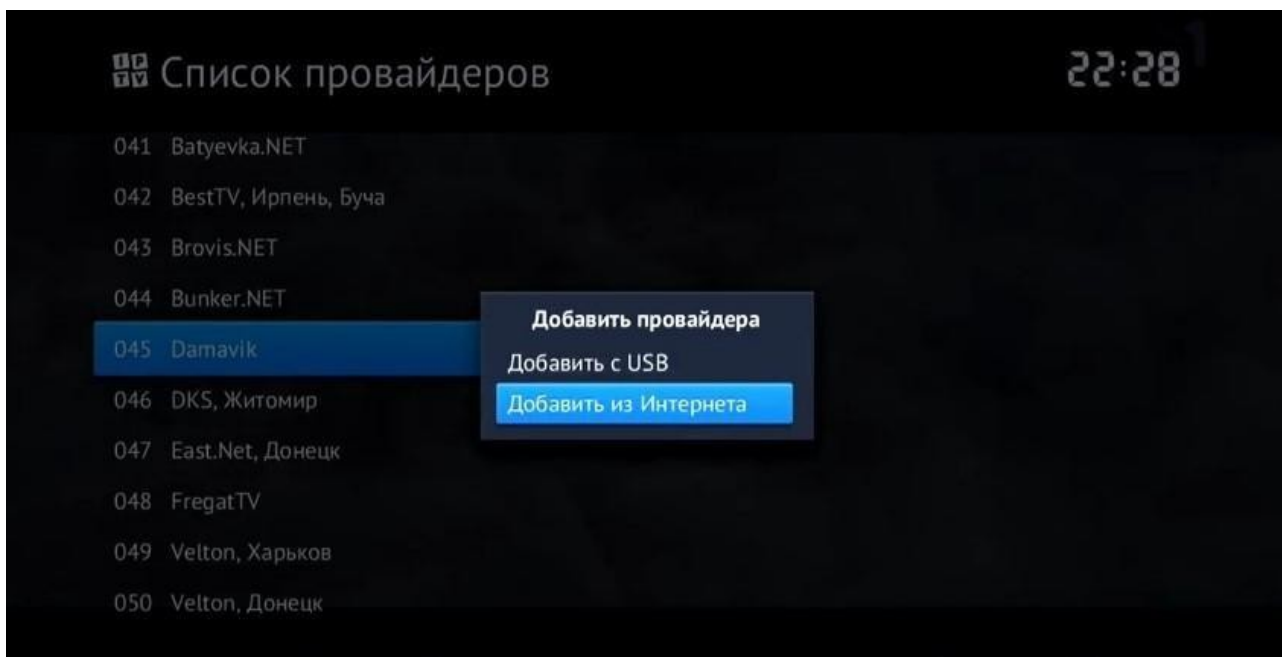 IP
TV
Список провайдеров
22:28
041 Batyevka.NET
042 BestTV, Ирпень, Буча
043 Brovis.NET
044 Bunker.NET
045 Damavik
046 DKS, Житомир
047 East.Net, Донецк
048 FregatTV
049 Velton, Харьков
050 Velton, Донецк
Добавить провайдера
Добавить с USB
Добавить из Интернета